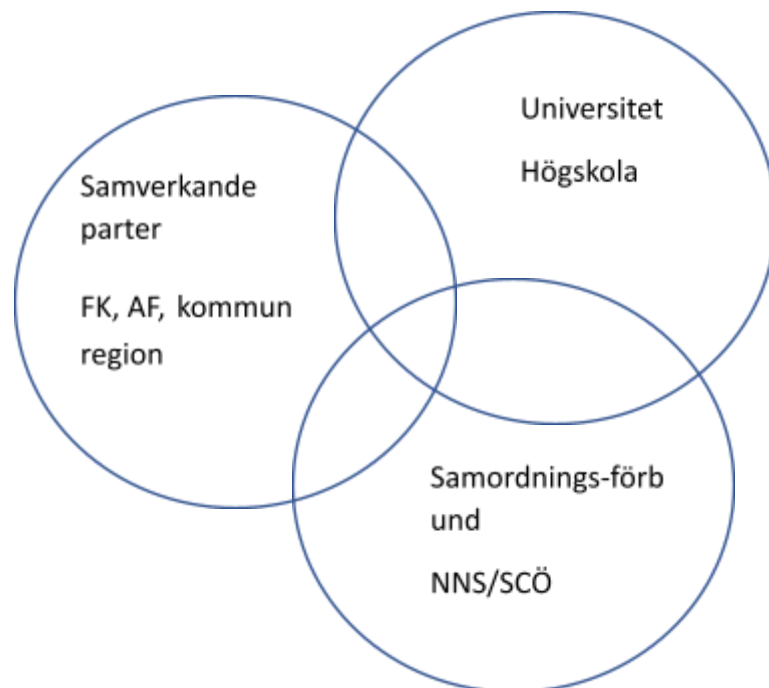 Universitet
Högskola
Samverkande
parter
FK, AF, kommun
region
Samordnings-förb
und
NNS/SCÖ